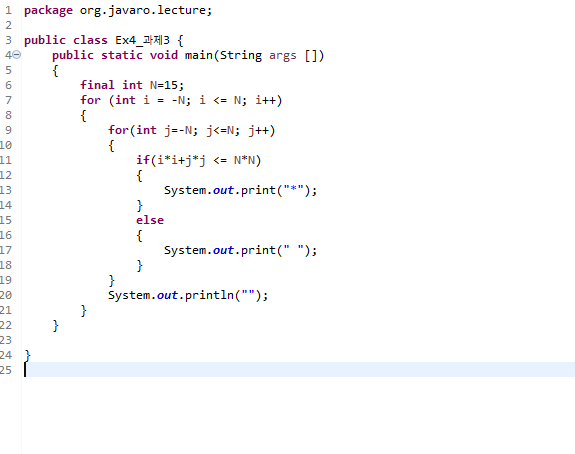 1 package org.javaro.lecture;
2
3 public class Ex4_과제3 {
4 public static void main(String args [])
5 {
6 final int N=15;
7 for (int i = -N; i <= N; i++)
8 {
9 for(int j=-N; j<=N; j++)
10 {
11 if(i*i+j*j <= N*N)
12 {
13 System.out.print("*");
14 }
15 else
16 {
17 System.out.print(" ");
18 }
19 }
20 System.out.println("");
21 }
22 }
23
24 }
25